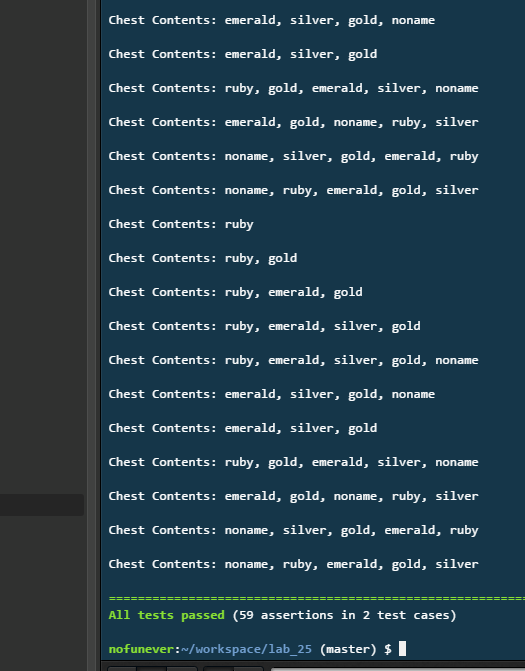 Chest Contents: emerald, silver, gold, noname
Chest Contents: emerald, silver, gold
Chest Contents: ruby, gold, emerald, silver, noname
Chest Contents: emerald, gold, noname, ruby, silver
Chest Contents: noname, silver, gold, emerald, ruby
Chest Contents: noname, ruby, emerald, gold, silver
Chest Contents: ruby
Chest Contents: ruby, gold
Chest Contents: ruby, emerald, gold
Chest Contents: ruby, emerald, silver, gold
Chest Contents: ruby, emerald, silver, gold, noname
Chest Contents: emerald, silver, gold, noname
Chest Contents: emerald, silver, gold
Chest Contents: ruby, gold, emerald, silver, noname
Chest Contents: emerald, gold, noname, ruby, silver
Chest Contents: noname, silver, gold, emerald, ruby
Chest Contents: noname, ruby, emerald, gold, silver
===========================================================
All tests passed (59 assertions in 2 test cases)
nofunever:~/workspace/lab_25 (master) $